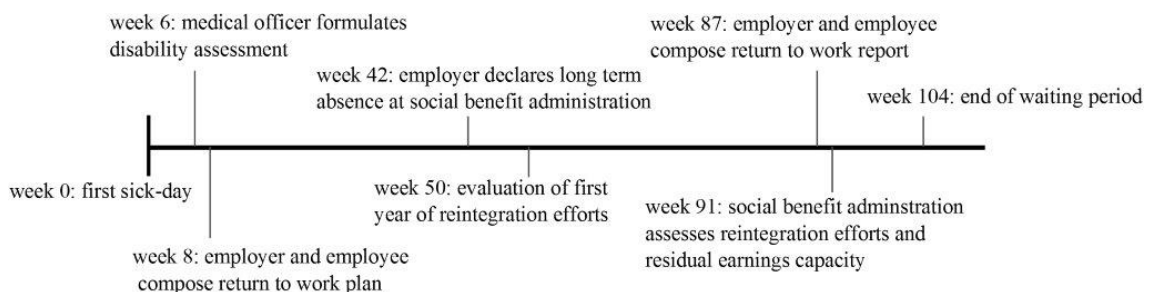 week 6: medical officer formulates
disability assessment
week 87: employer and employee
compose return to work report
week 42: employer declares long term
absence at social benefit administration
week 104: end of waiting period
week 0: first sick-day
week 50: evaluation of first
year of reintegration efforts
week 91: social benefit adminstration
assesses reintegration efforts and
residual earnings capacity
week 8: employer and employee
compose return to work plan